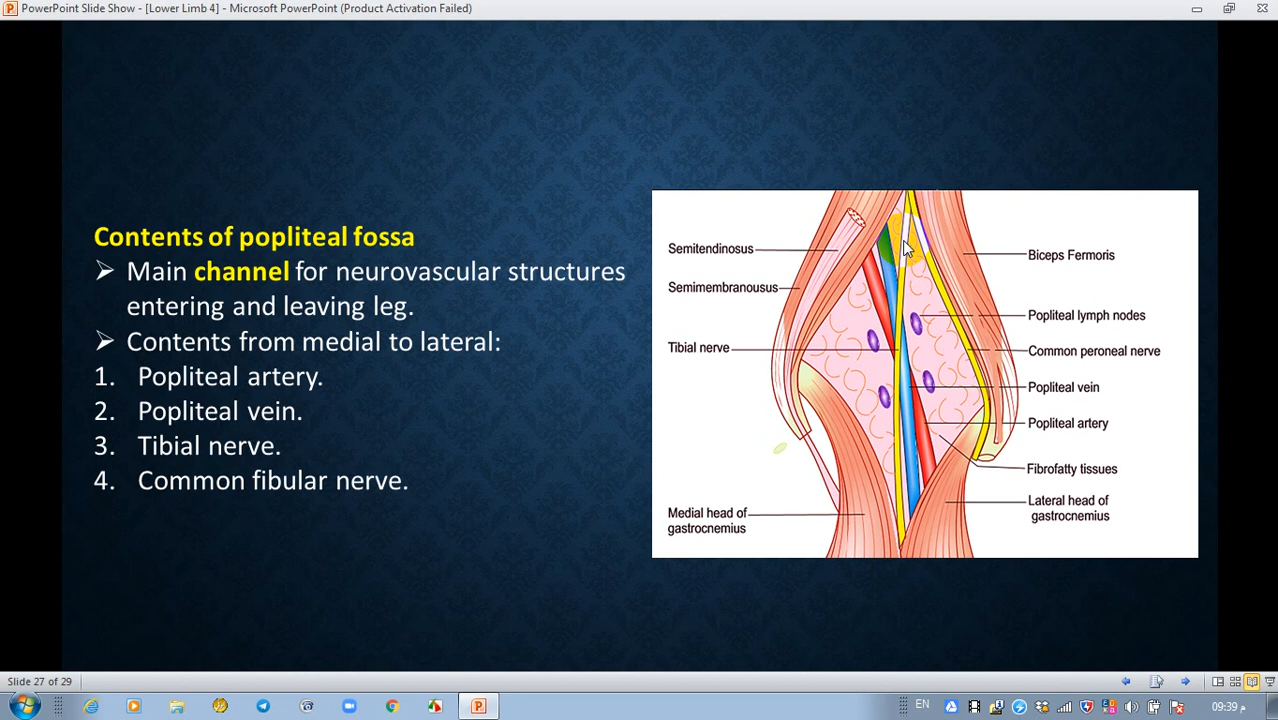 PowerPoint Slide Show - [Lower Limb 4] - Microsoft PowerPoint (Product Activation Failed)
Contents of popliteal fossa
➢ Main channel for neurovascular structures
entering and leaving leg.
➢ Contents from medial to lateral:
1. Popliteal artery.
2. Popliteal vein.
3. Tibial nerve.
4. Common fibular nerve.
Semitendinosus
Semimembranousus
Tibial nerve
Medial head of
gastrocnemius
Biceps Fermoris
Popliteal lymph nodes
Common peroneal nerve
Popliteal vein
Popliteal artery
Fibrofatty tissues
Lateral head of
gastrocnemius
Slide 27 of 29
EN
09:39 م